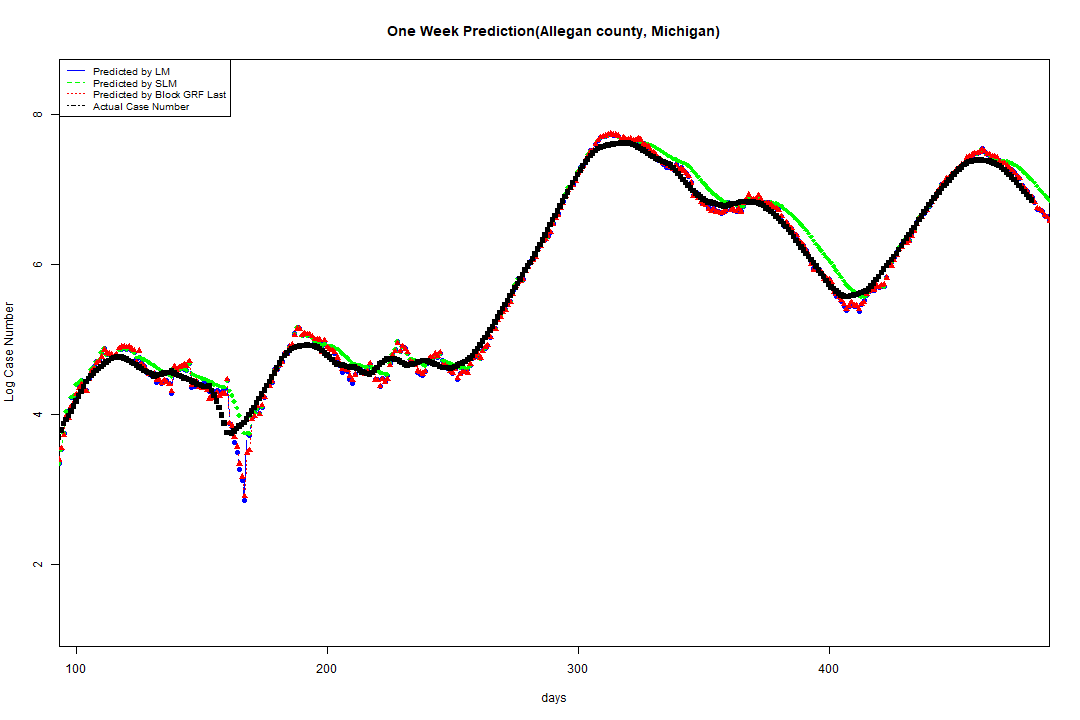 One Week Prediction(Allegan county, Michigan)
Predicted by LM
Predicted by SLM
Predicted by Block GRF Last
Actual Case Number
Log Case Number
8
6
4
2
100 200 300 400
days